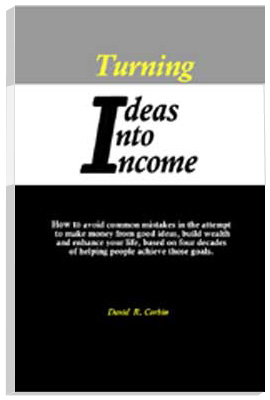 Turning
Ideas
Into
Income
How to avoid common mistakes in the attempt
to make money from good ideas, build wealth
and enhance your life, based on four decades
of helping people achieve those goals.
David R. Corbin